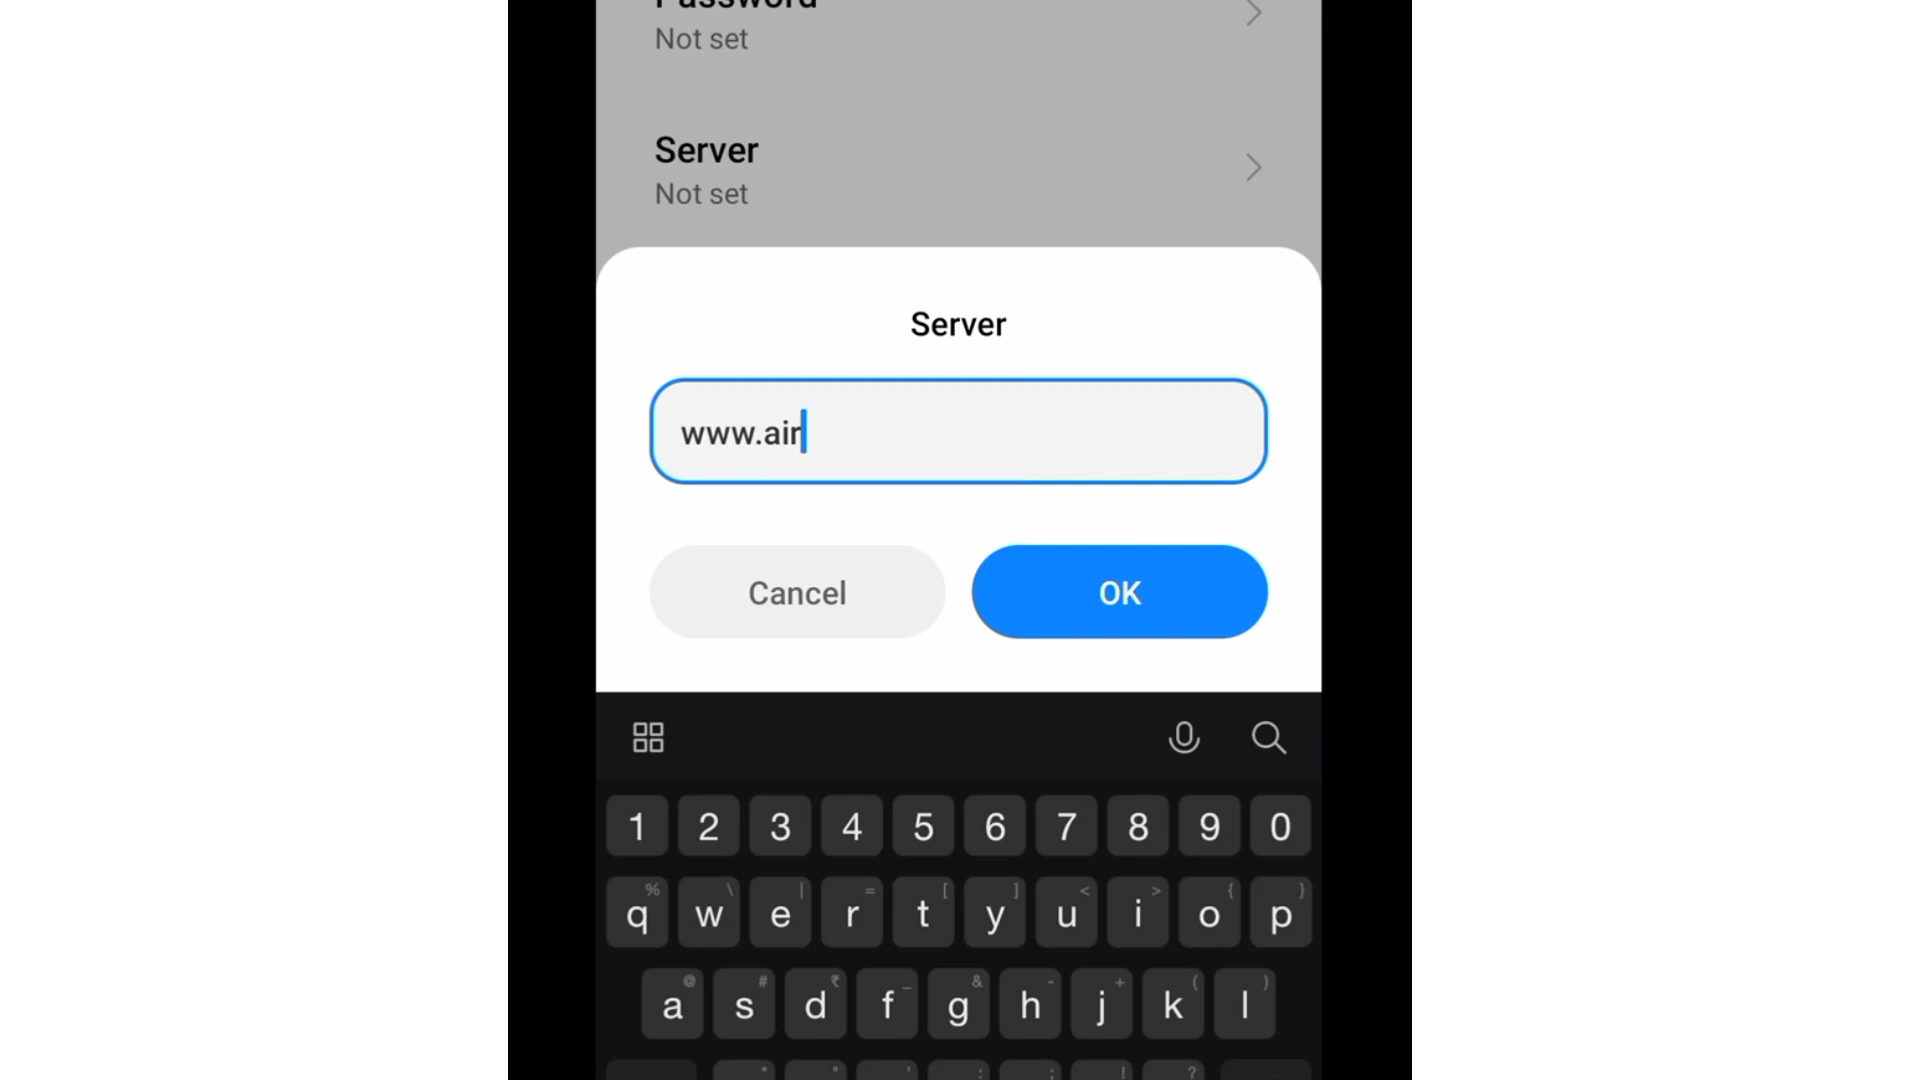 Password
Not set
Server
Not set
Server
www.air
Cancel
OK
1 2 3 4 5 6 7 8 9 0
% \ | = [ ] < > { }
q w e r t y u i o p
@ # ₹ _ & - + ( )
a s d f g h j k l
* " ' : ; ! ?